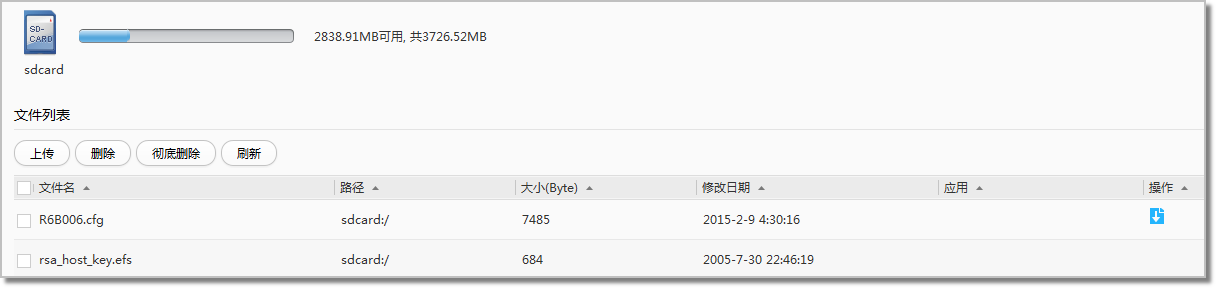 SD-
CARD
2838.91MB可用, 共3726.52MB
sdcard
文件列表
上传 删除 彻底删除 刷新
文件名 路径 大小(Byte) 修改日期 应用 操作
R6B006.cfg sdcard:/ 7485 2015-2-9 4:30:16
rsa_host_key.efs sdcard:/ 684 2005-7-30 22:46:19